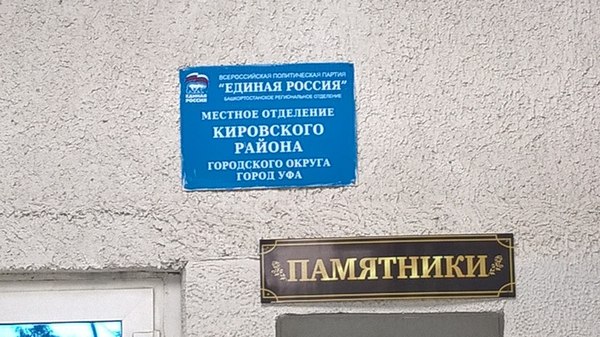 ВСЕРОССИЙСКАЯ ПОЛИТИЧЕСКАЯ ПАРТИЯ
"ЕДИНАЯ РОССИЯ"
БАШКОРТОСТАНСКОЕ РЕГИОНАЛЬНОЕ ОТДЕЛЕНИЕ
ЕДИНАЯ
РОССИЯ
МЕСТНОЕ ОТДЕЛЕНИЕ
КИРОВСКОГО
РАЙОНА
ГОРОДСКОГО ОКРУГА
ГОРОД УФА
ПАМЯТНИКИ